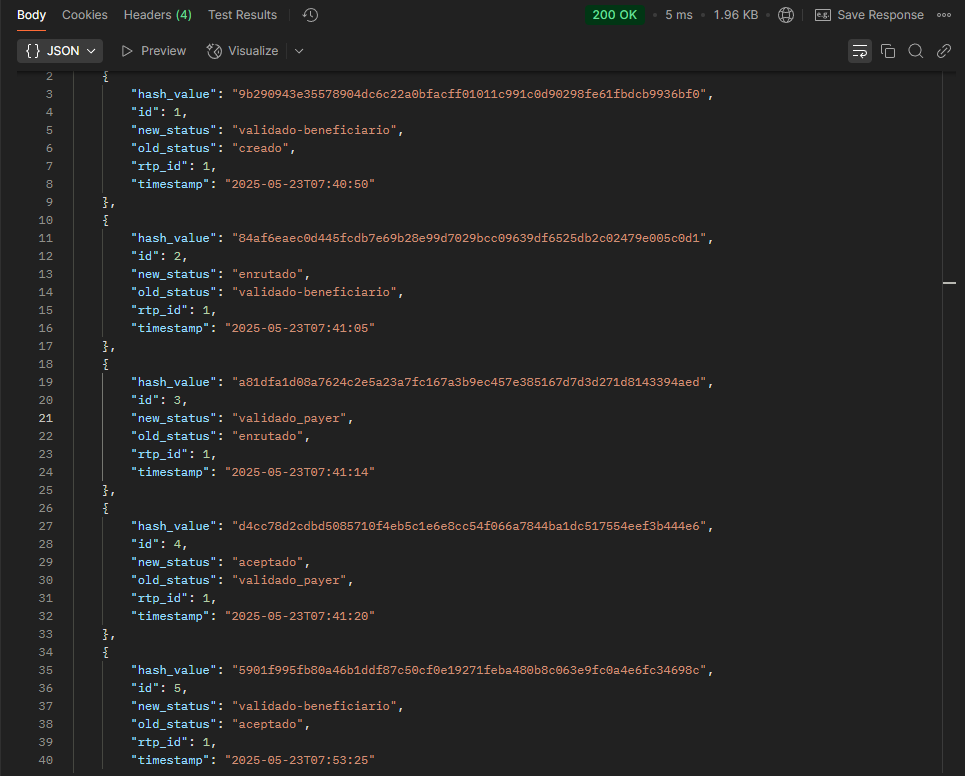 Body Cookies Headers (4) Test Results 200 OK • 5 ms • 1.96 KB • Save Response
{} JSON Preview Visualize
2 {
3 "hash_value": "9b290943e35578904dc6c22a0bfacff01011c991c0d90298fe61fbdcb9936bf0",
4 "id": 1,
5 "new_status": "validado-beneficiario",
6 "old_status": "creado",
7 "rtp_id": 1,
8 "timestamp": "2025-05-23T07:40:50"
9 },
10 {
11 "hash_value": "84af6eaec0d445fcdb7e69b28e99d7029bcc09639df6525db2c02479e005c0d1",
12 "id": 2,
13 "new_status": "enrutado",
14 "old_status": "validado-beneficiario",
15 "rtp_id": 1,
16 "timestamp": "2025-05-23T07:41:05"
17 },
18 {
19 "hash_value": "a81dfa1d08a7624c2e5a23a7fc167a3b9ec457e385167d7d3d271d8143394aed",
20 "id": 3,
21 "new_status": "validado_payer",
22 "old_status": "enrutado",
23 "rtp_id": 1,
24 "timestamp": "2025-05-23T07:41:14"
25 },
26 {
27 "hash_value": "d4cc78d2cdbd5085710f4eb5c1e6e8cc54f066a7844ba1dc517554eef3b444e6",
28 "id": 4,
29 "new_status": "aceptado",
30 "old_status": "validado_payer",
31 "rtp_id": 1,
32 "timestamp": "2025-05-23T07:41:20"
33 },
34 {
35 "hash_value": "5901f995fb80a46b1ddf87c50cf0e19271feba480b8c063e9fc0a4e6fc34698c",
36 "id": 5,
37 "new_status": "validado-beneficiario",
38 "old_status": "aceptado",
39 "rtp_id": 1,
40 "timestamp": "2025-05-23T07:53:25"